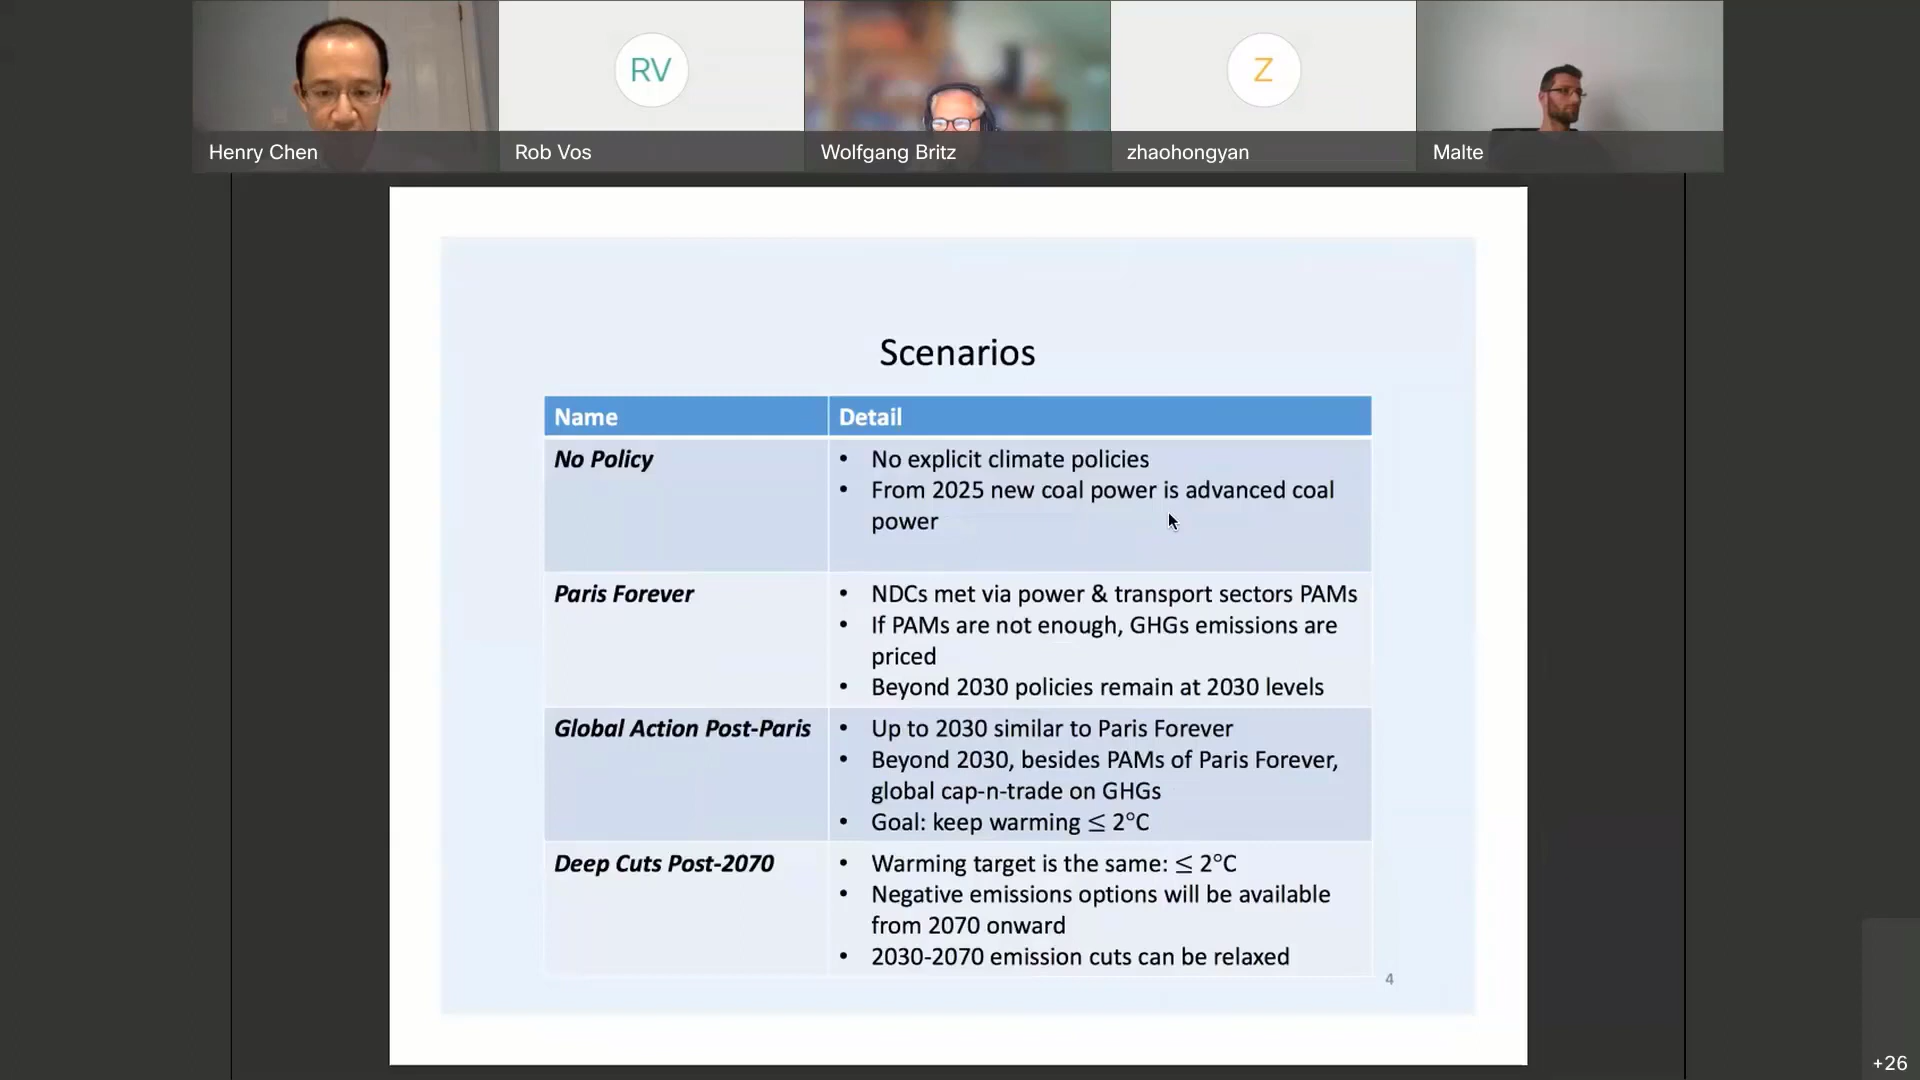 RV
Z
Henry Chen
Rob Vos
Wolfgang Britz
zhaohongyan
Malte
Scenarios
Name
Detail
No Policy
• No explicit climate policies
• From 2025 new coal power is advanced coal
power
Paris Forever
• NDCs met via power & transport sectors PAMs
• If PAMs are not enough, GHGs emissions are
priced
• Beyond 2030 policies remain at 2030 levels
Global Action Post-Paris
• Up to 2030 similar to Paris Forever
• Beyond 2030, besides PAMs of Paris Forever,
global cap-n-trade on GHGs
• Goal: keep warming ≤ 2°C
Deep Cuts Post-2070
• Warming target is the same: ≤ 2°C
• Negative emissions options will be available
from 2070 onward
• 2030-2070 emission cuts can be relaxed
4
+26